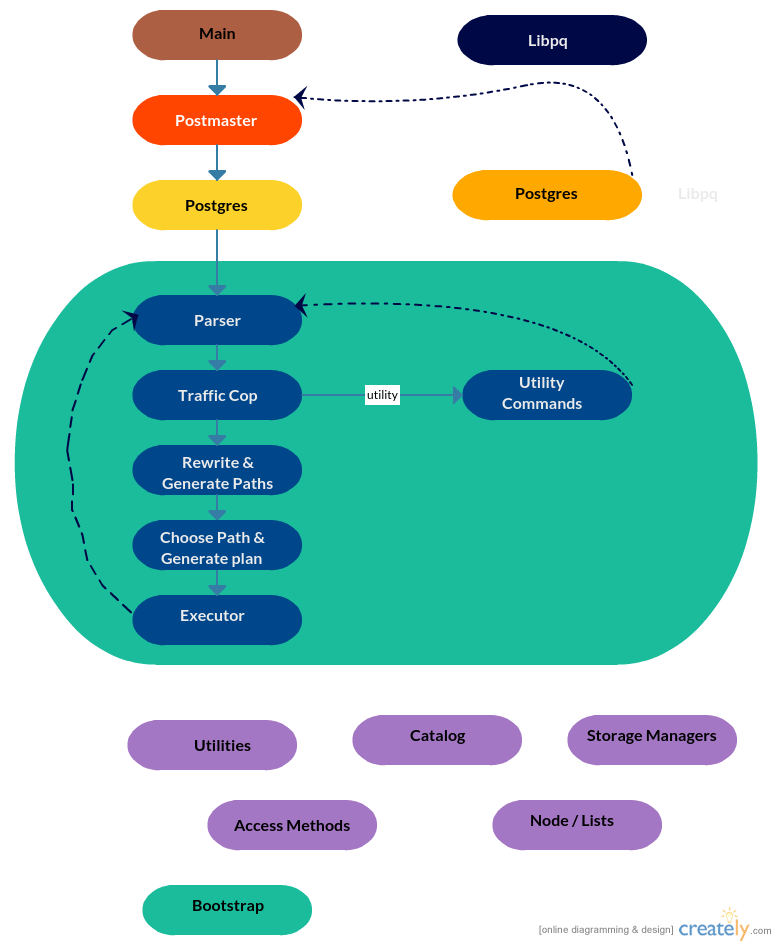 Main
Libpq
Postmaster
Postgres
Postgres
Libpq
Parser
Traffic Cop
utility
Utility
Commands
Rewrite &
Generate Paths
Choose Path &
Generate plan
Executor
Utilities
Catalog
Storage Managers
Access Methods
Node / Lists
Bootstrap
[online diagramming & design] creately.com